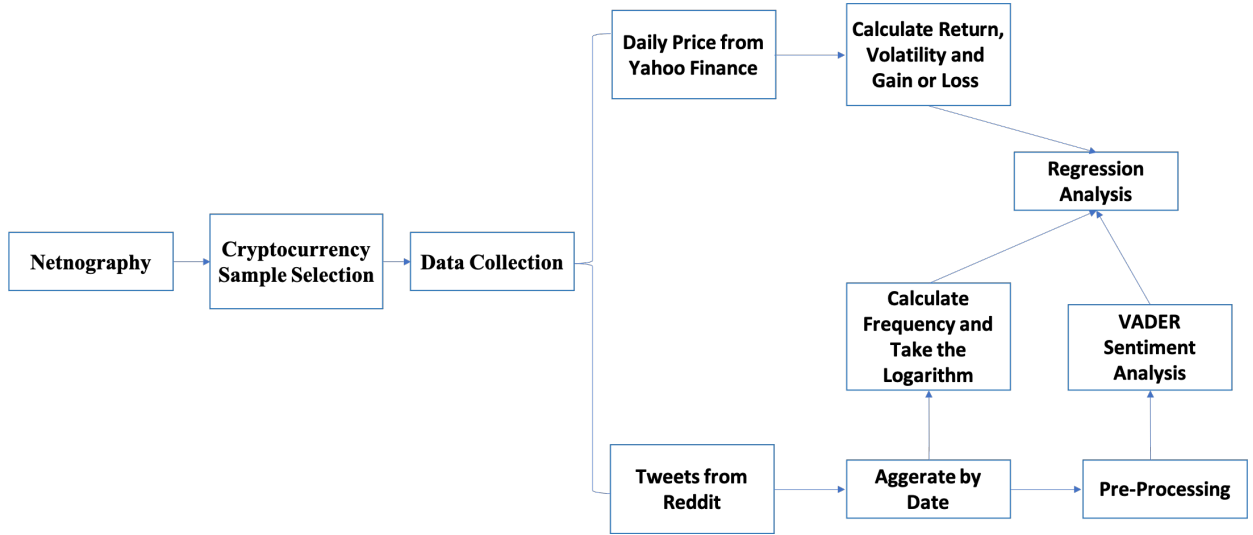 Netnography
Cryptocurrency
Sample Selection
Data Collection
Daily Price from
Yahoo Finance
Calculate Return,
Volatility and
Gain or Loss
Regression
Analysis
Calculate
Frequency and
Take the
Logarithm
VADER
Sentiment
Analysis
Tweets from
Reddit
Aggerate by
Date
Pre-Processing